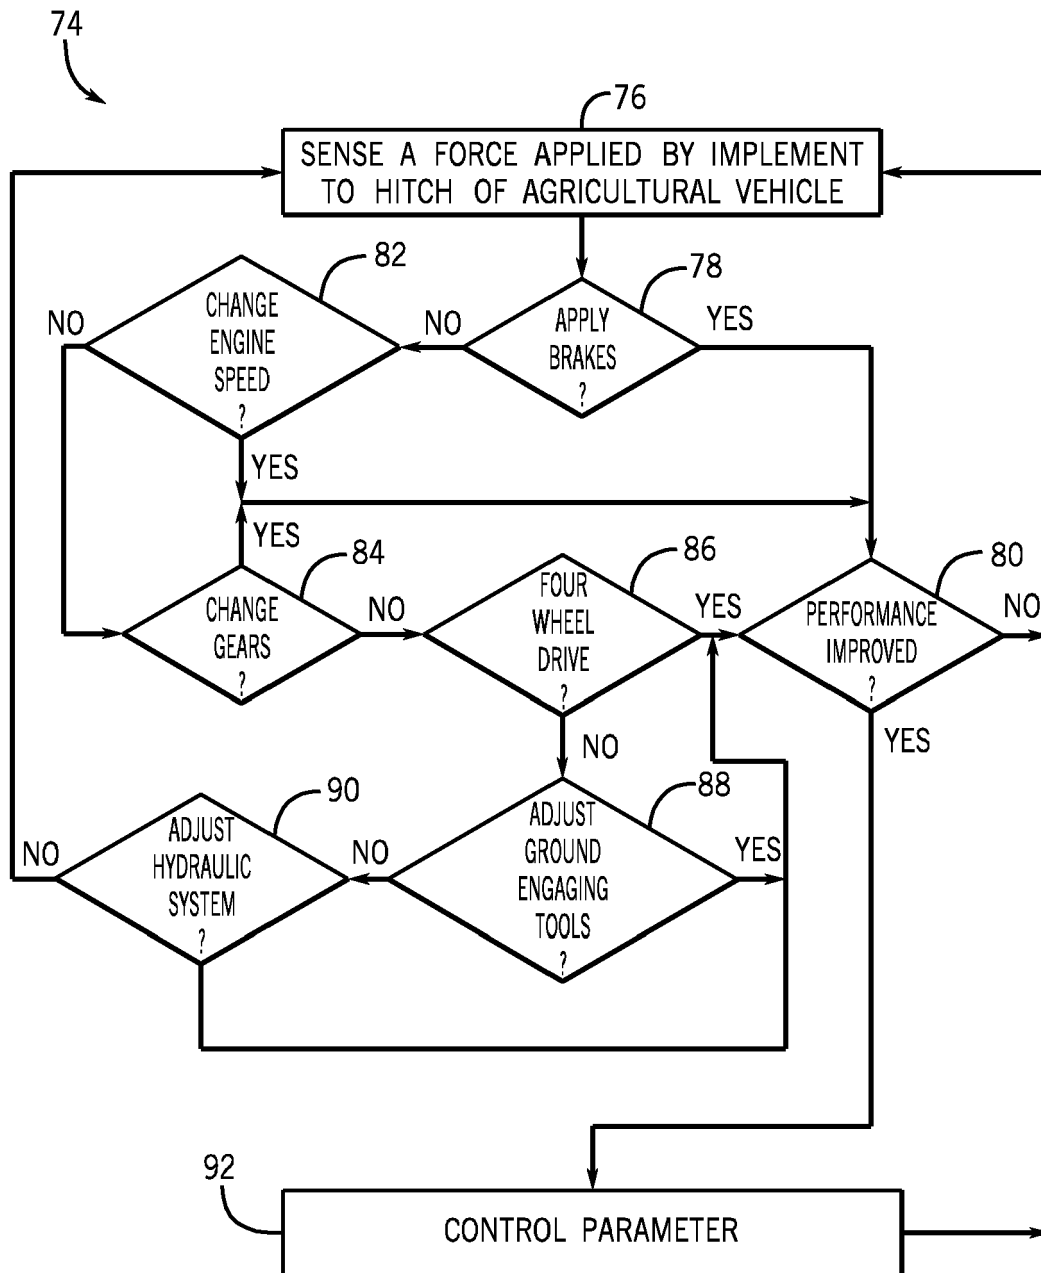 74
76
SENSE A FORCE APPLIED BY IMPLEMENT
TO HITCH OF AGRICULTURAL VEHICLE
82
78
NO
CHANGE
ENGINE
SPEED
?
NO
APPLY
BRAKES
?
YES
YES
YES
84
86
80
CHANGE
GEARS
?
NO
FOUR
WHEEL
DRIVE
?
YES
PERFORMANCE
IMPROVED
?
NO
NO
YES
90
88
NO
ADJUST
HYDRAULIC
SYSTEM
?
NO
ADJUST
GROUND
ENGAGING
TOOLS
?
YES
92
CONTROL PARAMETER